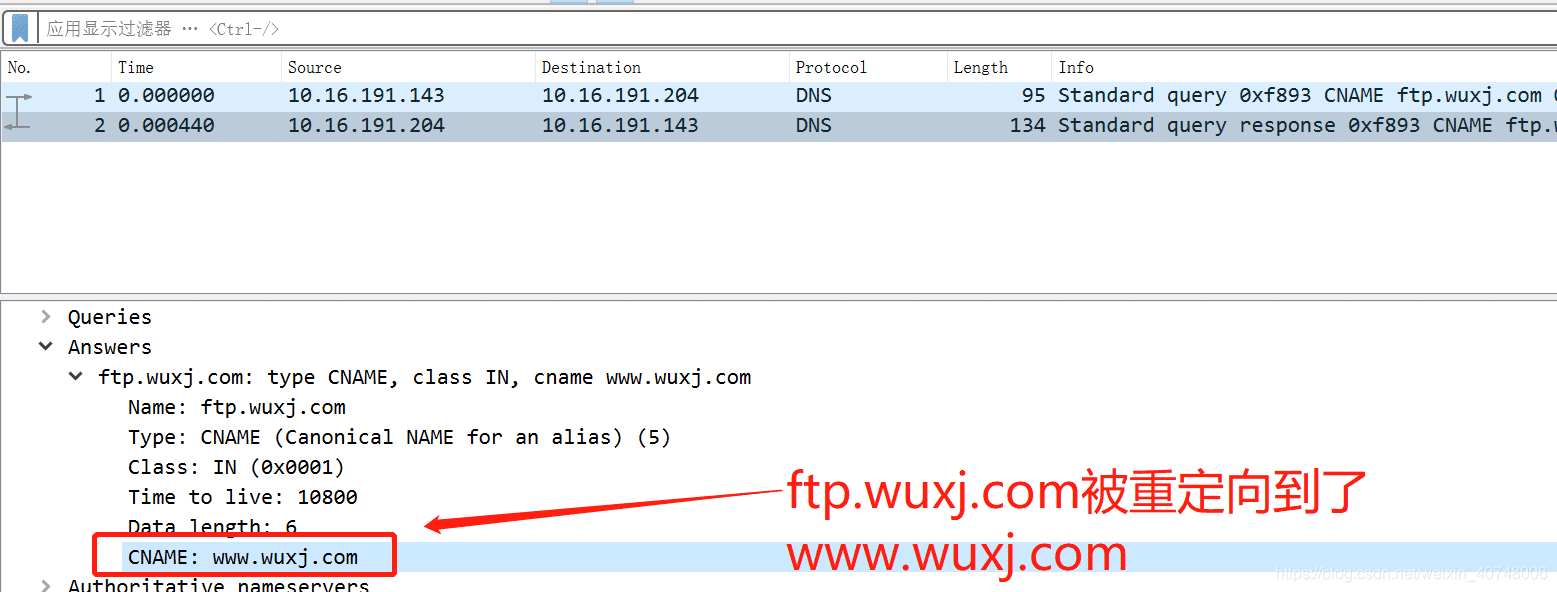 应用显示过滤器 … <Ctrl-/>
No. Time Source Destination Protocol Length Info
1 0.000000 10.16.191.143 10.16.191.204 DNS 95 Standard query 0xf893 CNAME ftp.wuxj.com
2 0.000440 10.16.191.204 10.16.191.143 DNS 134 Standard query response 0xf893 CNAME ftp.
Queries
Answers
ftp.wuxj.com: type CNAME, class IN, cname www.wuxj.com
Name: ftp.wuxj.com
Type: CNAME (Canonical NAME for an alias) (5)
Class: IN (0x0001)
Time to live: 10800
Data length: 6
CNAME: www.wuxj.com
Authoritative nameservers
ftp.wuxj.com被重定向到了
www.wuxj.com
https://blog.csdn.net/weixin_40748006